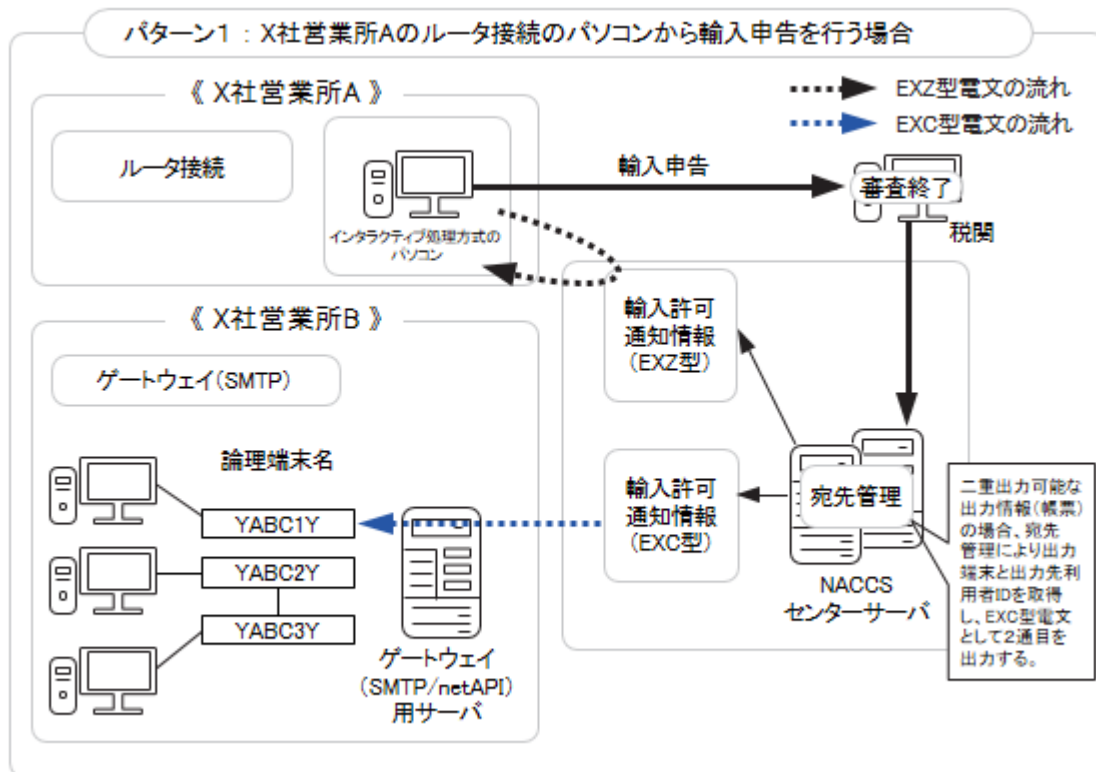 パターン1 : X社営業所Aのルータ接続のパソコンから輸入申告を行う場合
《 X社営業所A 》
EXZ型電文の流れ
EXC型電文の流れ
ルータ接続
インタラクティブ処理方式の
パソコン
輸入申告
審査終了
税関
《 X社営業所B 》
ゲートウェイ(SMTP)
論理端末名
YABC1Y
YABC2Y
YABC3Y
ゲートウェイ
(SMTP/netAPI)
用サーバ
輸入許可
通知情報
(EXZ型)
輸入許可
通知情報
(EXC型)
宛先管理
NACCS
センターサーバ
二重出力可能な
出力情報(帳票)
の場合、宛先
管理により出力
端末と出力先利
用者IDを取得
し、EXC型電文
として2通目を
出力する。